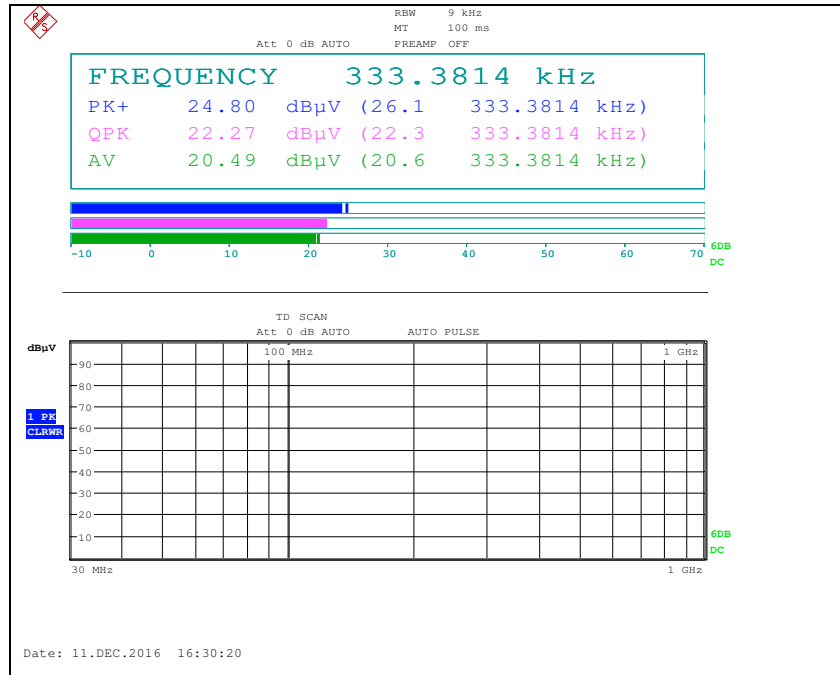 R S
RBW 9 kHz
MT 100 ms
Att 0 dB AUTO PREAMP OFF
FREQUENCY 333.3814 kHz
PK+ 24.80 dBµV (26.1 333.3814 kHz)
QPK 22.27 dBµV (22.3 333.3814 kHz)
AV 20.49 dBµV (20.6 333.3814 kHz)
6DB
-10 0 10 20 30 40 50 60 70
DC
TD SCAN
Att 0 dB AUTO AUTO PULSE
dBµV
100 MHz 1 GHz
90
80
70
1 PK
CLRWR
60
50
40
30
20
10
6DB
DC
30 MHz 1 GHz
Date: 11.DEC.2016 16:30:20